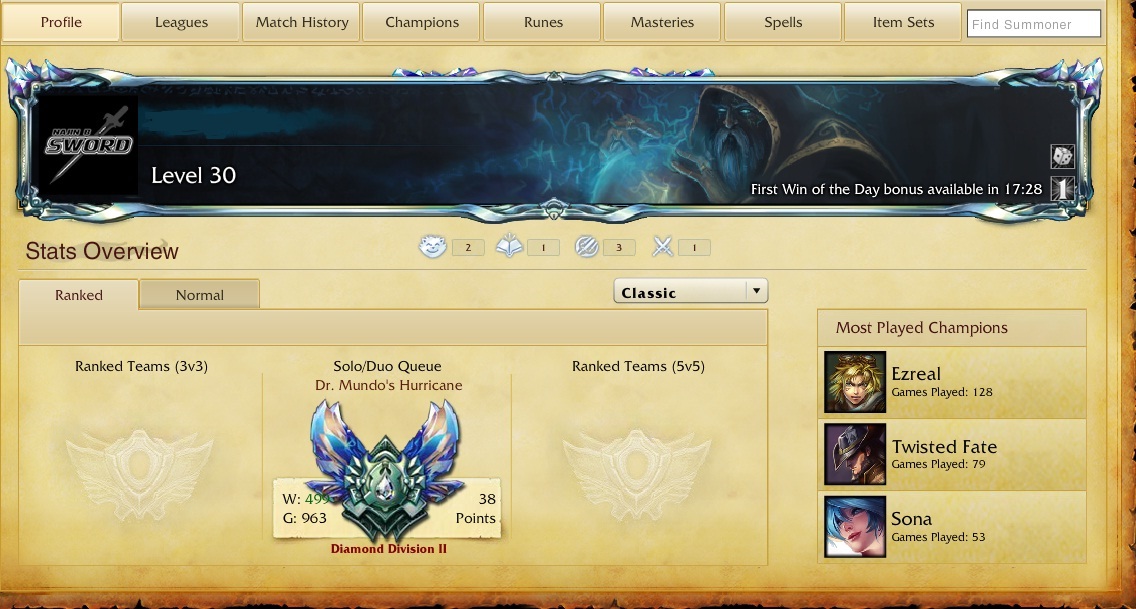 Profile
Leagues
Match History
Champions
Runes
Masteries
Spells
Item Sets
Find Summoner
NAJIN B
SWORD
Level 30
First Win of the Day bonus available in 17:28
1
Stats Overview
2
1
3
1
Ranked
Normal
Classic
Ranked Teams (3v3)
Solo/Duo Queue
Dr. Mundo's Hurricane
Ranked Teams (5v5)
W: 499
G: 963
38
Points
Diamond Division II
Most Played Champions
Ezreal
Games Played: 128
Twisted Fate
Games Played: 79
Sona
Games Played: 53